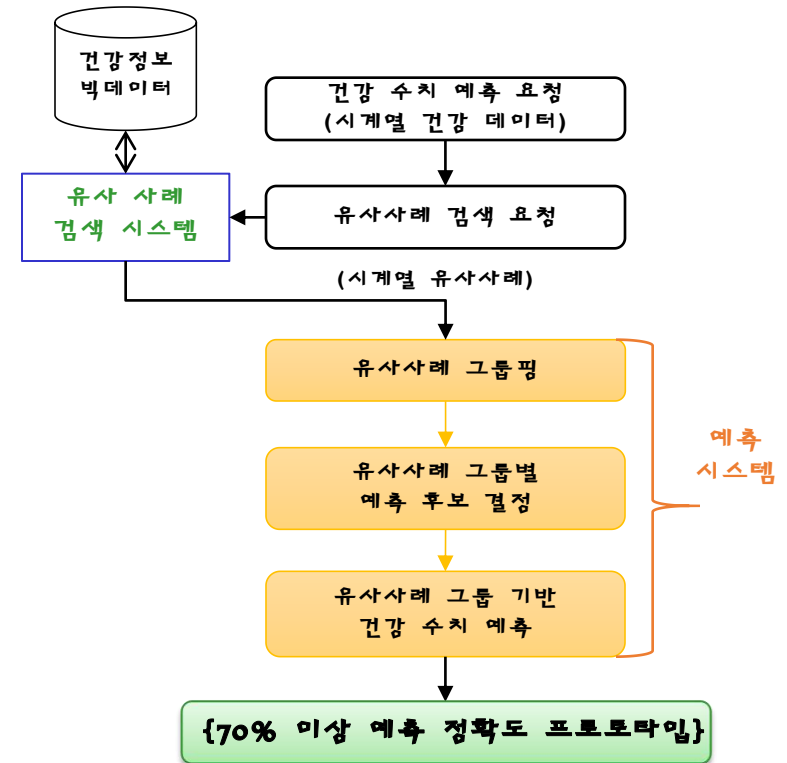 건강정보
빅데이터
건강 수치 예측 요청
(시계열 건강 데이터)
유사 사례
검색 시스템
유사사례 검색 요청
(시계열 유사사례)
유사사례 그룹핑
예측
시스템
유사사례 그룹별
예측 후보 결정
유사사례 그룹 기반
건강 수치 예측
{70% 이상 예측 정확도 프로토타입}